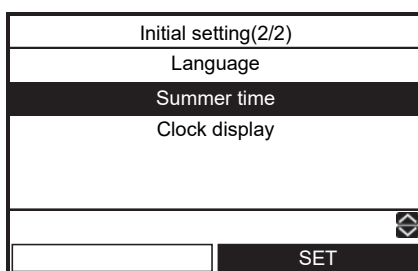 Initial setting(2/2)
Language
Summer time
Clock display
SET